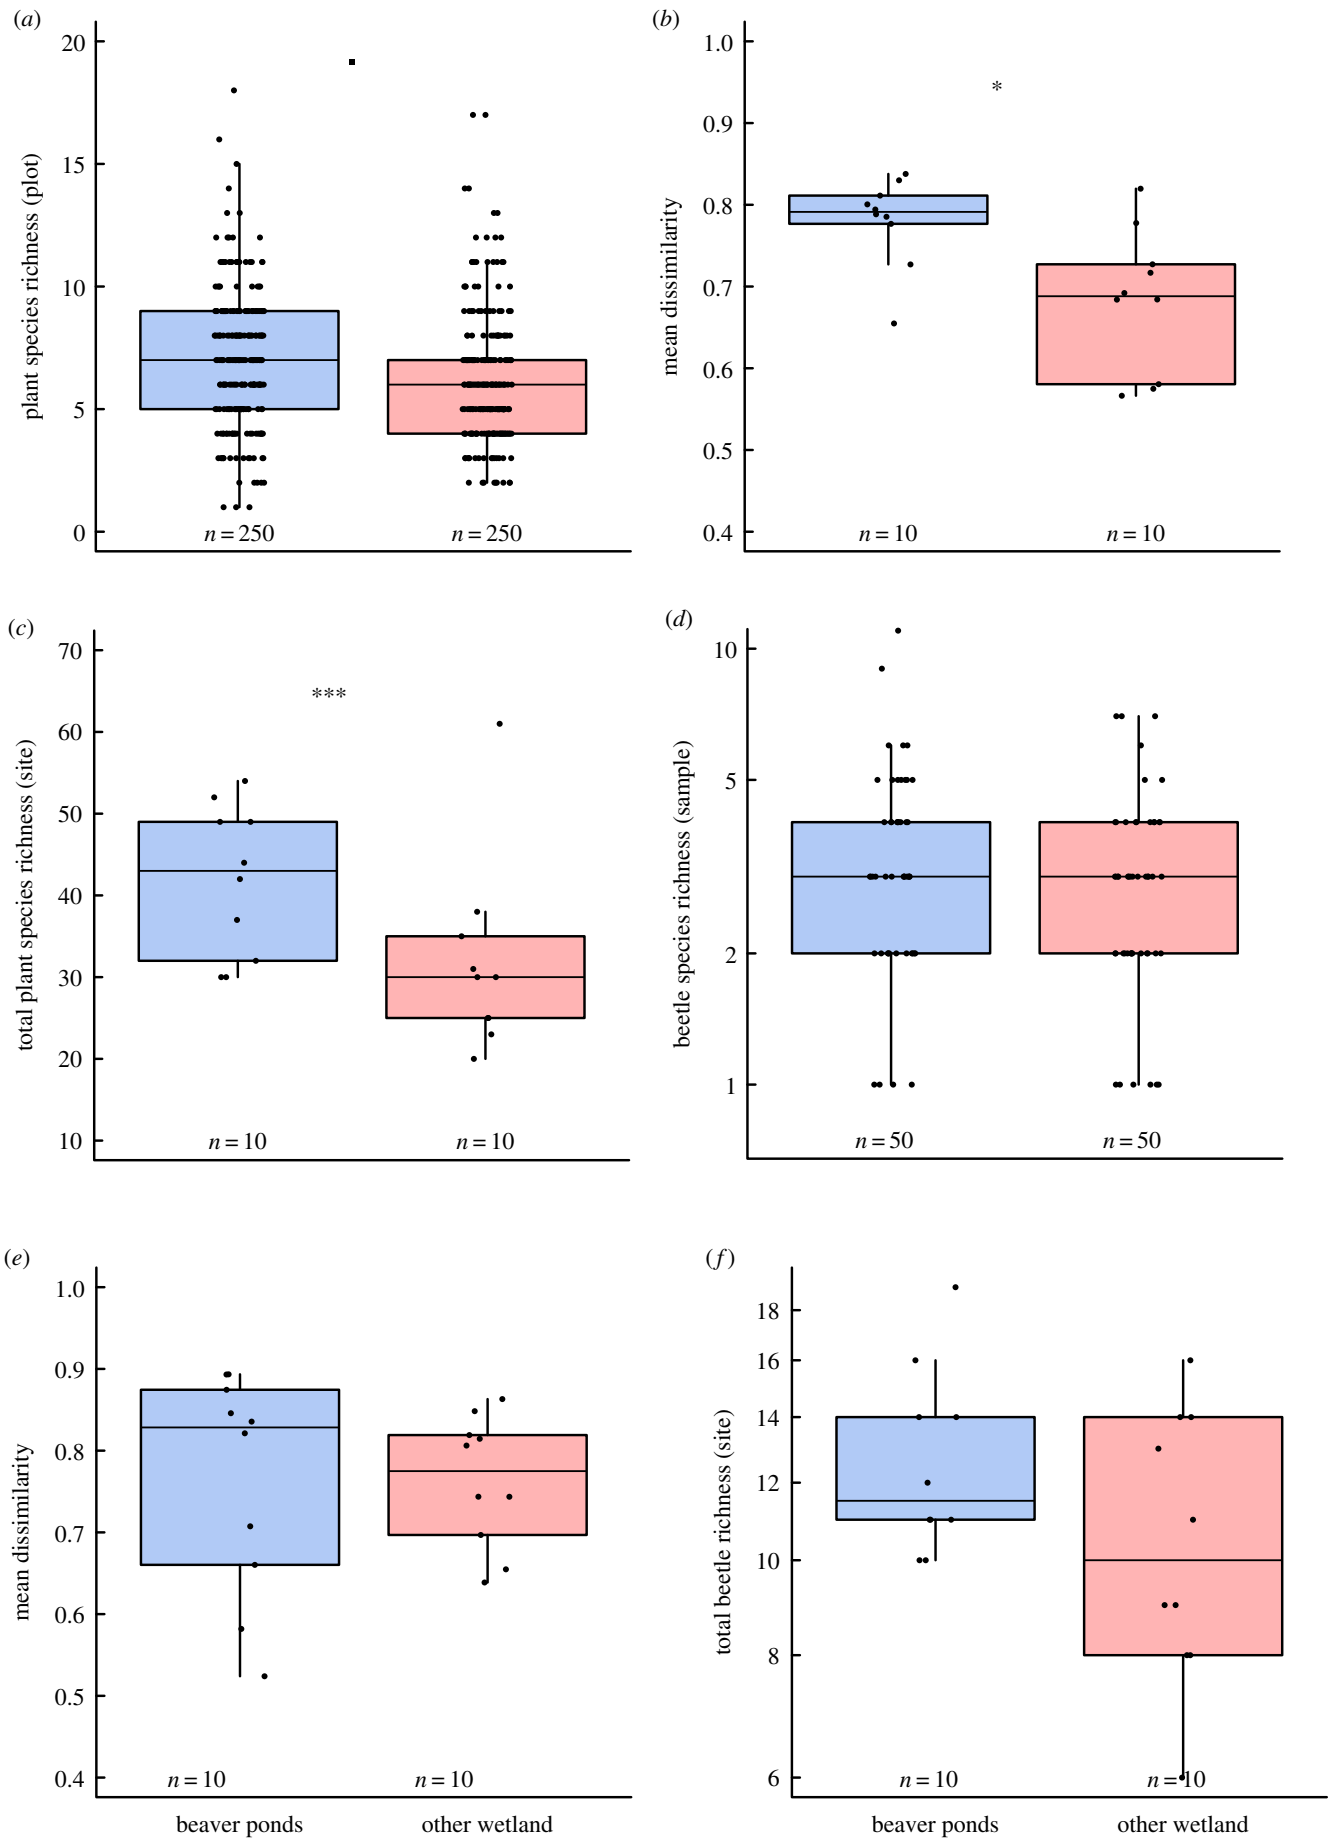 (a)
plant species richness (plot)
20
15
10
5
0
n = 250
n = 250
(b)
mean dissimilarity
1.0
0.9
0.8
0.7
0.6
0.5
0.4
*
n = 10
n = 10
(c)
total plant species richness (site)
70
60
50
40
30
20
10
***
n = 10
n = 10
(d)
beetle species richness (sample)
10
5
2
1
n = 50
n = 50
(e)
mean dissimilarity
1.0
0.9
0.8
0.7
0.6
0.5
0.4
n = 10
n = 10
beaver ponds
other wetland
(f)
total beetle richness (site)
18
16
14
12
10
8
6
n = 10
n = 10
beaver ponds
other wetland